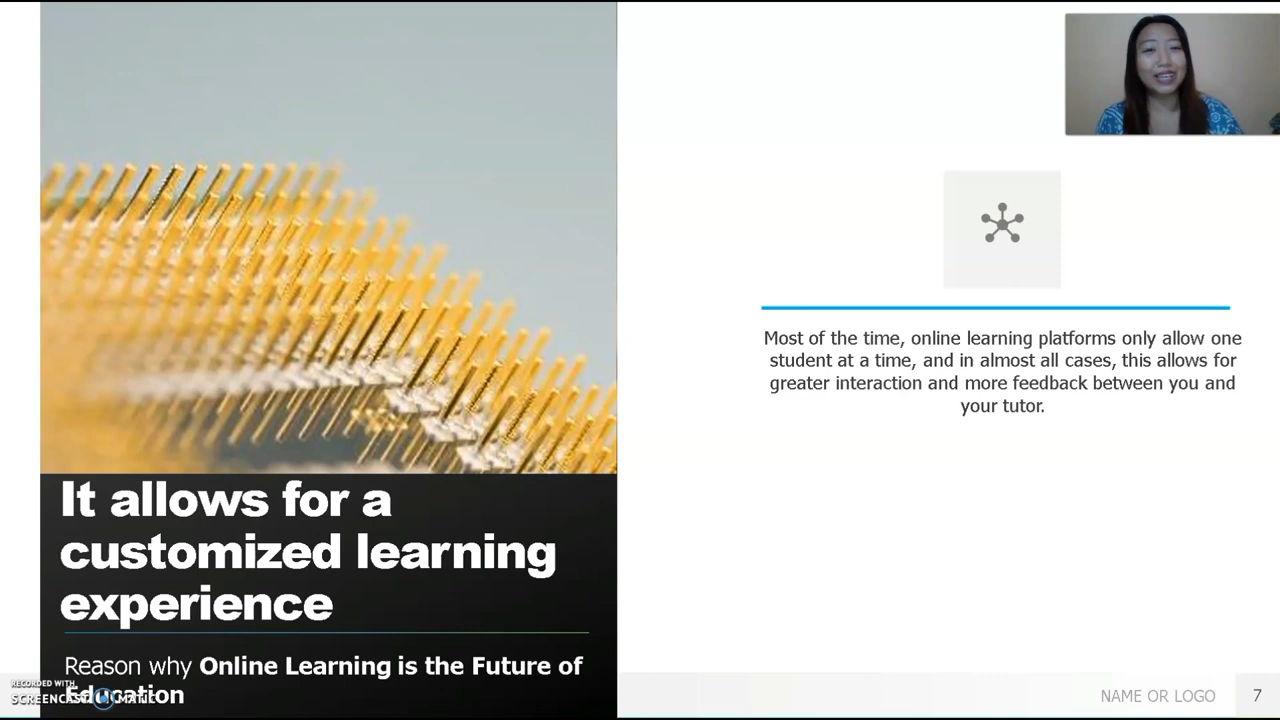 It allows for a
customized learning
experience
Reason why Online Learning is the Future of
Education
RECORDED WITH
SCREENCAST MATIC
Most of the time, online learning platforms only allow one
student at a time, and in almost all cases, this allows for
greater interaction and more feedback between you and
your tutor.
NAME OR LOGO
7